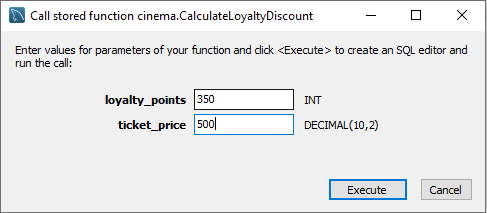 Call stored function cinema.CalculateLoyaltyDiscount
Enter values for parameters of your function and click <Execute> to create an SQL editor and
run the call:
loyalty_points 350 INT
ticket_price 500 DECIMAL(10,2)
Execute Cancel